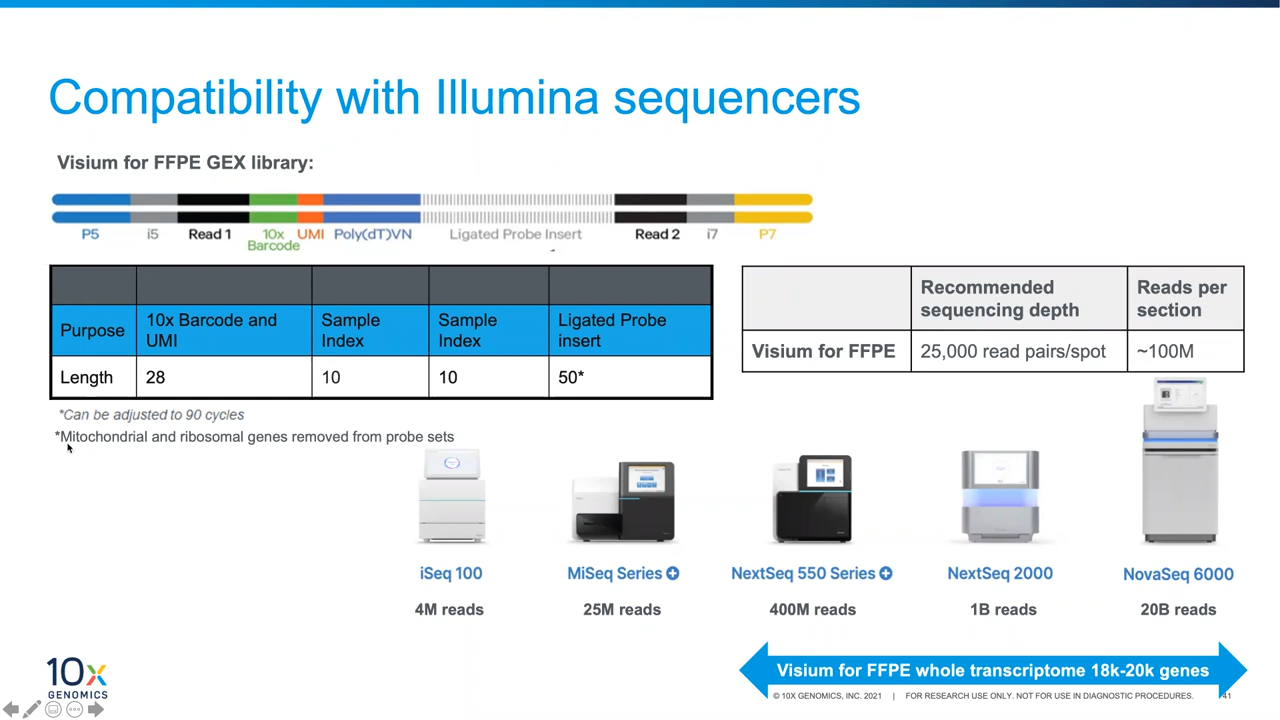 Compatibility with Illumina sequencers
Visium for FFPE GEX library:
P5 i5 Read 1 10x Barcode UMI Poly(dT)VN Ligated Probe Insert Read 2 i7 P7
Purpose 10x Barcode and UMI Sample Index Sample Index Ligated Probe insert
Length 28 10 10 50*
*Can be adjusted to 90 cycles
*Mitochondrial and ribosomal genes removed from probe sets
Recommended sequencing depth Reads per section
Visium for FFPE 25,000 read pairs/spot ~100M
iSeq 100 MiSeq Series NextSeq 550 Series NextSeq 2000 NovaSeq 6000
4M reads 25M reads 400M reads 1B reads 20B reads
Visium for FFPE whole transcriptome 18k-20k genes
10x
GENOMICS
© 10X GENOMICS, INC. 2021 | FOR RESEARCH USE ONLY. NOT FOR USE IN DIAGNOSTIC PROCEDURES. 41